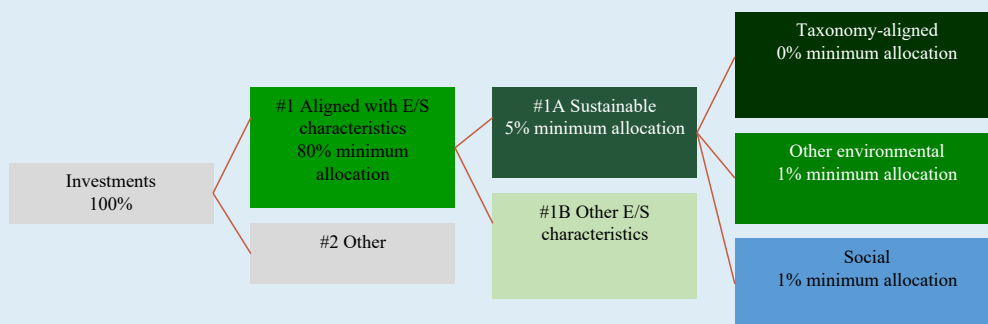 Investments
100%
#1 Aligned with E/S
characteristics
80% minimum
allocation
#2 Other
#1A Sustainable
5% minimum allocation
#1B Other E/S
characteristics
Taxonomy-aligned
0% minimum allocation
Other environmental
1% minimum allocation
Social
1% minimum allocation